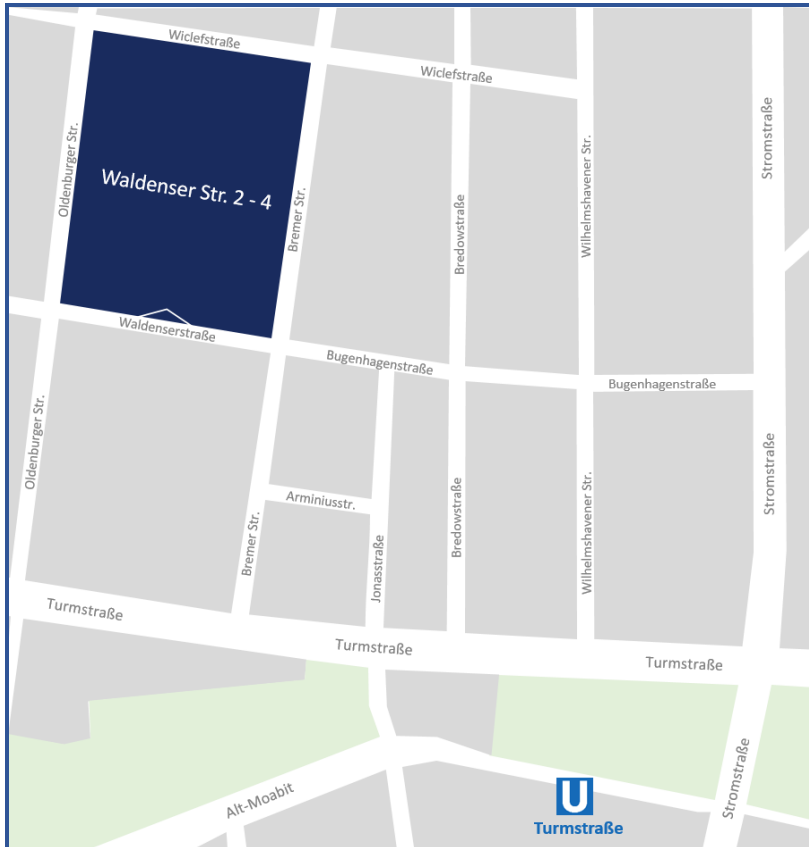 Wiclefstraße
Wiclefstraße
Stromstraße
Oldenburger Str.
Waldenser Str. 2 - 4
Bremer Str.
Bredowstraße
Wilhelmshavener Str.
Waldenserstraße
Bugenhagenstraße
Bugenhagenstraße
Oldenburger Str.
Stromstraße
Arminiusstr.
Bremer Str.
Jonasstraße
Bredowstraße
Wilhelmshavener Str.
Turmstraße
Turmstraße
Turmstraße
Alt-Moabit
Stromstraße
U
Turmstraße